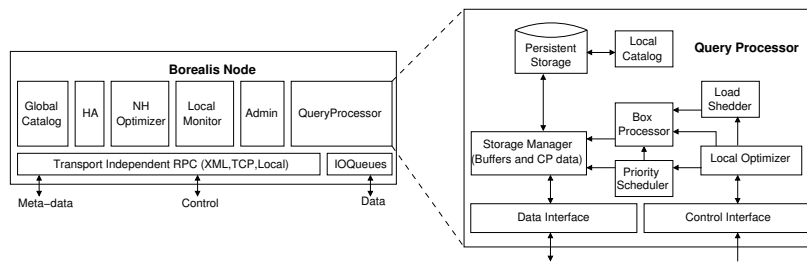 Borealis Node
Global
Catalog
HA
NH
Optimizer
Local
Monitor
Admin
QueryProcessor
Transport Independent RPC (XML,TCP,Local)
IOQueues
Meta-data
Control
Data
Query Processor
Persistent
Storage
Local
Catalog
Load
Shedder
Box
Processor
Storage Manager
(Buffers and CP data)
Local Optimizer
Priority
Scheduler
Data Interface
Control Interface